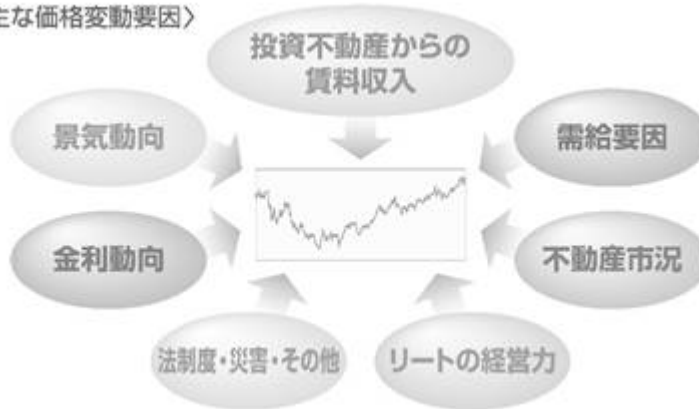 主な価格変動要因〉
投資不動産からの
賃料収入
景気動向
需給要因
金利動向
不動産市況
法制度・災害・その他
リートの経営力